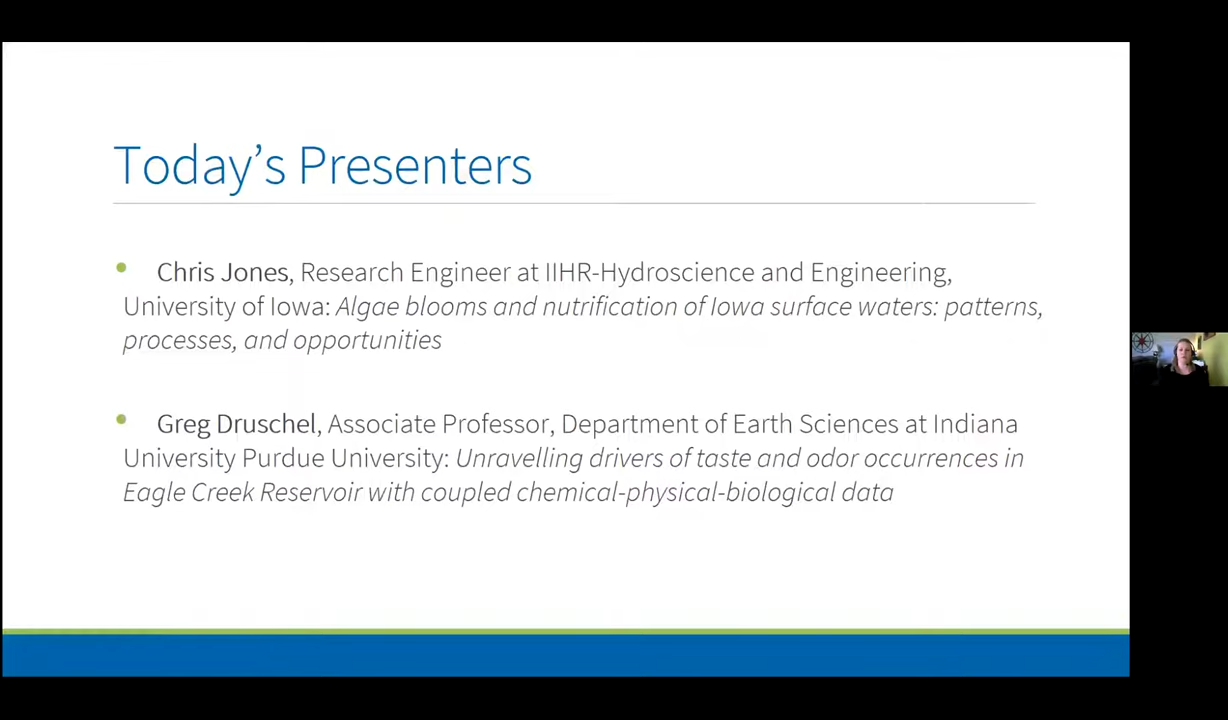 Today's Presenters
• Chris Jones, Research Engineer at IIHR-Hydroscience and Engineering,
University of Iowa: Algae blooms and nutrification of Iowa surface waters: patterns,
processes, and opportunities
• Greg Druschel, Associate Professor, Department of Earth Sciences at Indiana
University Purdue University: Unravelling drivers of taste and odor occurrences in
Eagle Creek Reservoir with coupled chemical-physical-biological data